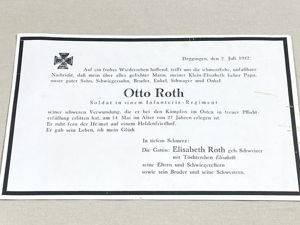 Deggingen, den 2. Juli 1942
Auf ein frohes Wiedersehen hoffend, trifft uns die schmerzliche, unfaßbare
Nachricht, daß mein über alles geliebter Mann, meiner Klein-Elisabeth lieber Papa,
unser guter Sohn, Schwiegersohn, Bruder, Enkel, Schwager und Onkel
Otto Roth
Soldat in einem Infanterie-Regiment
seiner schweren Verwundung, die er bei den Kämpfen im Osten in treuer Pflicht-
erfüllung erlitten hat, am 14. Mai im Alter von 27 Jahren erlegen ist.
Er ruht fern der Heimat auf einem Heldenfriedhof.
Er gab sein Leben, ich mein Glück
In tiefem Schmerz:
Die Gattin: Elisabeth Roth geb. Schweizer
mit Töchterchen Elisabeth
seine Eltern und Schwiegereltern
sowie sein Bruder und seine Schwestern.